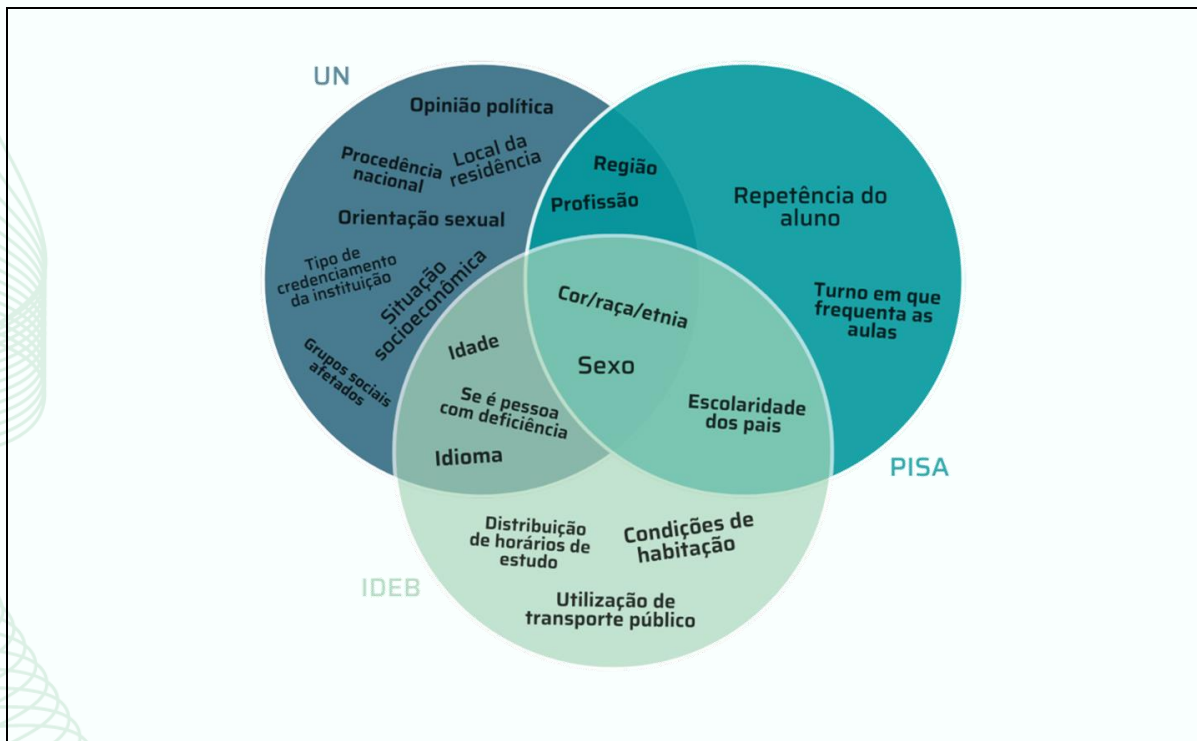 UN
Opinião política
Procedência
nacional
Local da
residência
Orientação sexual
Tipo de
credenciamento
da instituição
Situação
socioeconômica
Grupos sociais
afetados
Região
Profissão
Repetência do
aluno
Turno em que
frequenta as
aulas
Cor/raça/etnia
Sexo
Idade
Se é pessoa
com deficiência
Idioma
Escolaridade
dos pais
PISA
Distribuição
de horários de
estudo
Condições de
habitação
IDEB
Utilização de
transporte público